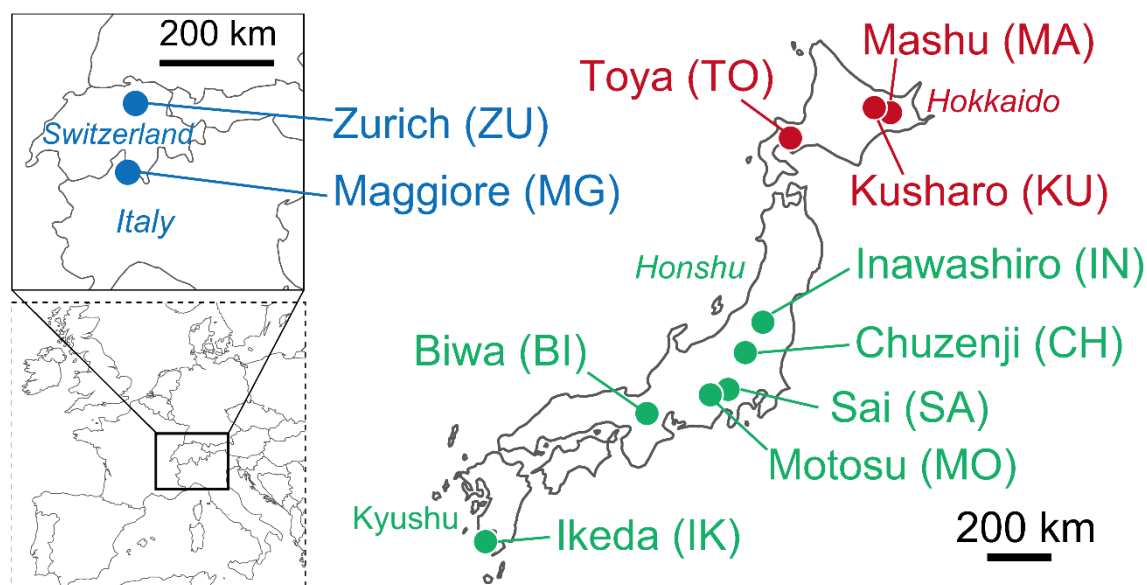 200 km
Zurich (ZU)
Switzerland
Maggiore (MG)
Italy
Mashu (MA)
Toya (TO)
Hokkaido
Kusharo (KU)
Honshu
Inawashiro (IN)
Biwa (BI)
Chuzenji (CH)
Sai (SA)
Motosu (MO)
Kyushu
Ikeda (IK)
200 km